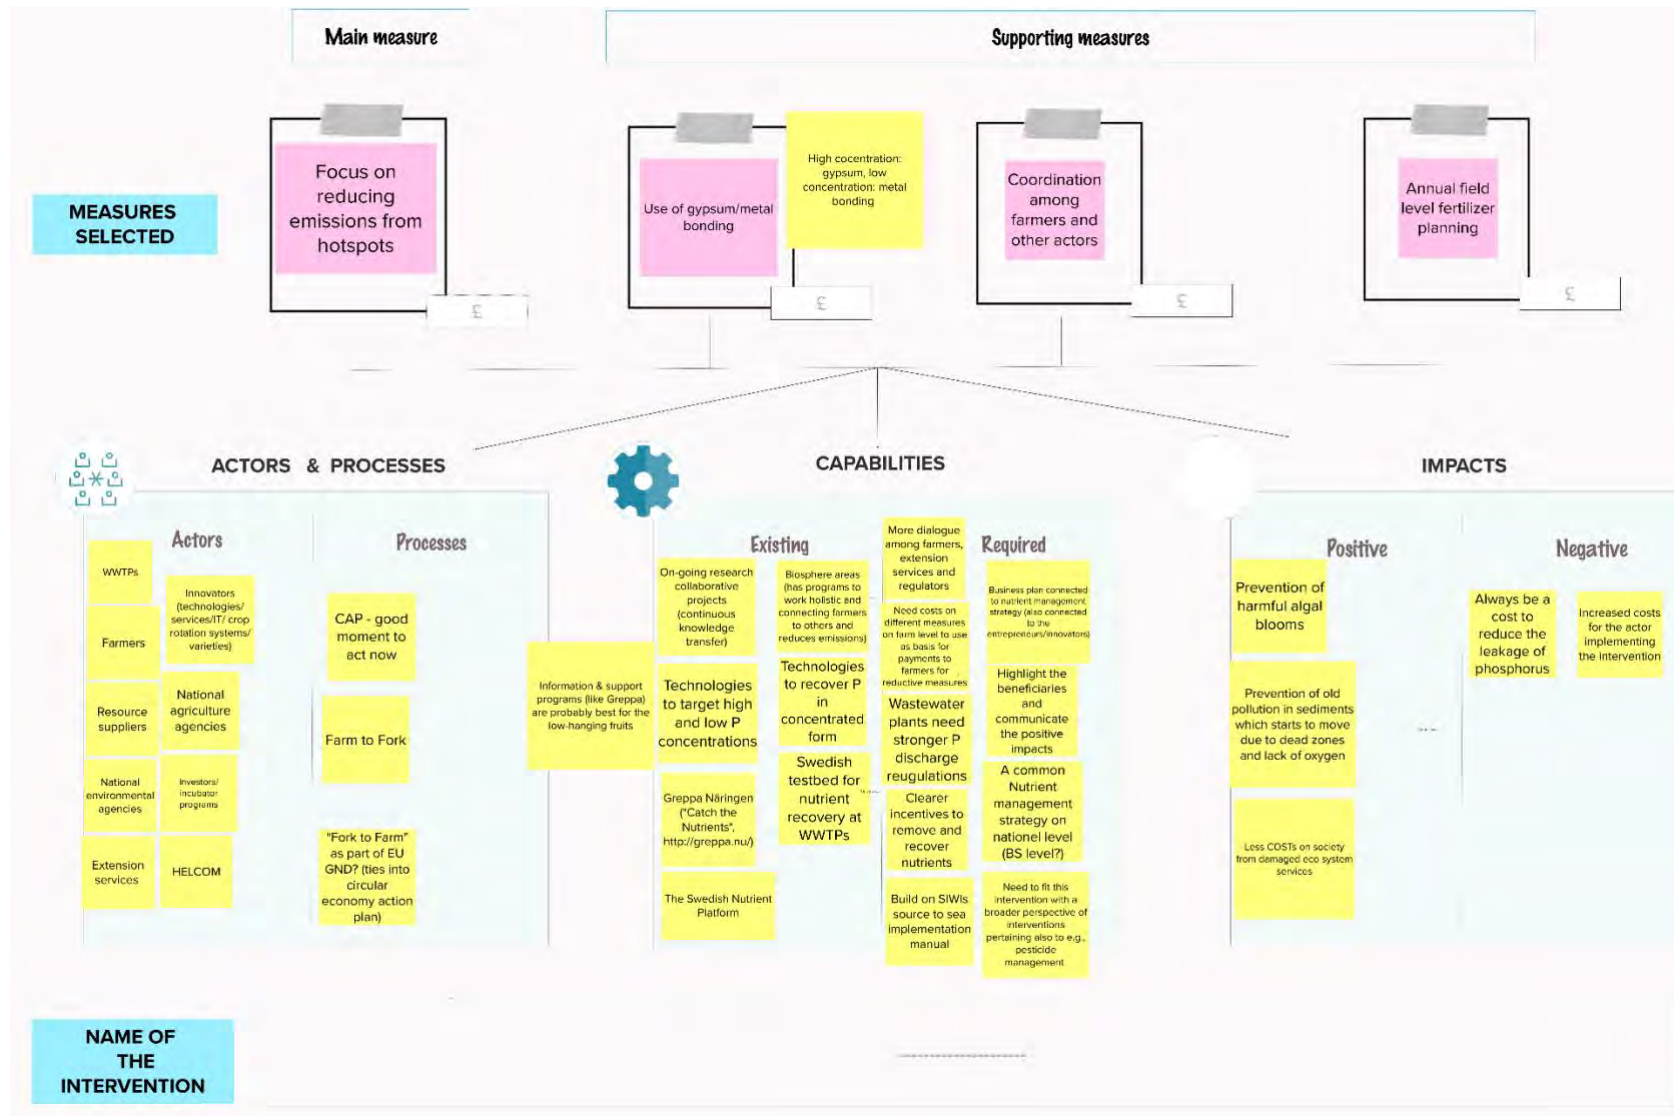 Main measure
Supporting measures
MEASURES
SELECTED
Focus on
reducing
emissions from
hotspots
£
Use of gypsum/metal
bonding
High cocentration:
gypsum, low
concentration: metal
bonding
£
Coordination
among
farmers and
other actors
£
Annual field
level fertilizer
planning
£
ACTORS & PROCESSES
Actors
WWTPs
Farmers
Resource
suppliers
National
environmental
agencies
Extension
services
Innovators
(technologies/
services/IT/ crop
rotation systems/
varieties)
National
agriculture
agencies
Investors/
incubator
programs
HELCOM
Processes
CAP - good
moment to
act now
Farm to Fork
"Fork to Farm"
as part of EU
GND? (ties into
circular
economy action
plan)
CAPABILITIES
Existing
Information & support
programs (like Greppa)
are probably best for the
low-hanging fruits
On-going research
collaborative
projects
(continuous
knowledge
transfer)
Technologies
to target high
and low P
concentrations
Greppa Näringen
("Catch the
Nutrients",
http://greppa.nu/)
The Swedish Nutrient
Platform
Biosphere areas
(has programs to
work holistic and
connecting farmers
to others and
reduces emissions)
Technologies
to recover P
in
concentrated
form
Swedish
testbed for
nutrient
recovery at
WWTPs
Required
More dialogue
among farmers,
extension
services and
regulators
Need costs on
different measures
on farm level to use
as basis for
payments to
farmers for
reductive measures
Wastewater
plants need
stronger P
discharge
reugulations
Clearer
incentives to
remove and
recover
nutrients
Build on SIWIs
source to sea
implementation
manual
Business plan connected
to nutrient management
strategy (also connected
to the
entrepreneurs/innovators)
Highlight the
beneficiaries
and
communicate
the positive
impacts
A common
Nutrient
management
strategy on
nationel level
(BS level?)
Need to fit this
intervention with a
broader perspective of
interventions
pertaining also to e.g.,
pesticide
management
IMPACTS
Positive
Prevention of
harmful algal
blooms
Prevention of old
pollution in sediments
which starts to move
due to dead zones
and lack of oxygen
Less COSTs on society
from damaged eco system
services
Negative
Always be a
cost to
reduce the
leakage of
phosphorus
Increased costs
for the actor
implementing
the intervention
NAME OF
THE
INTERVENTION